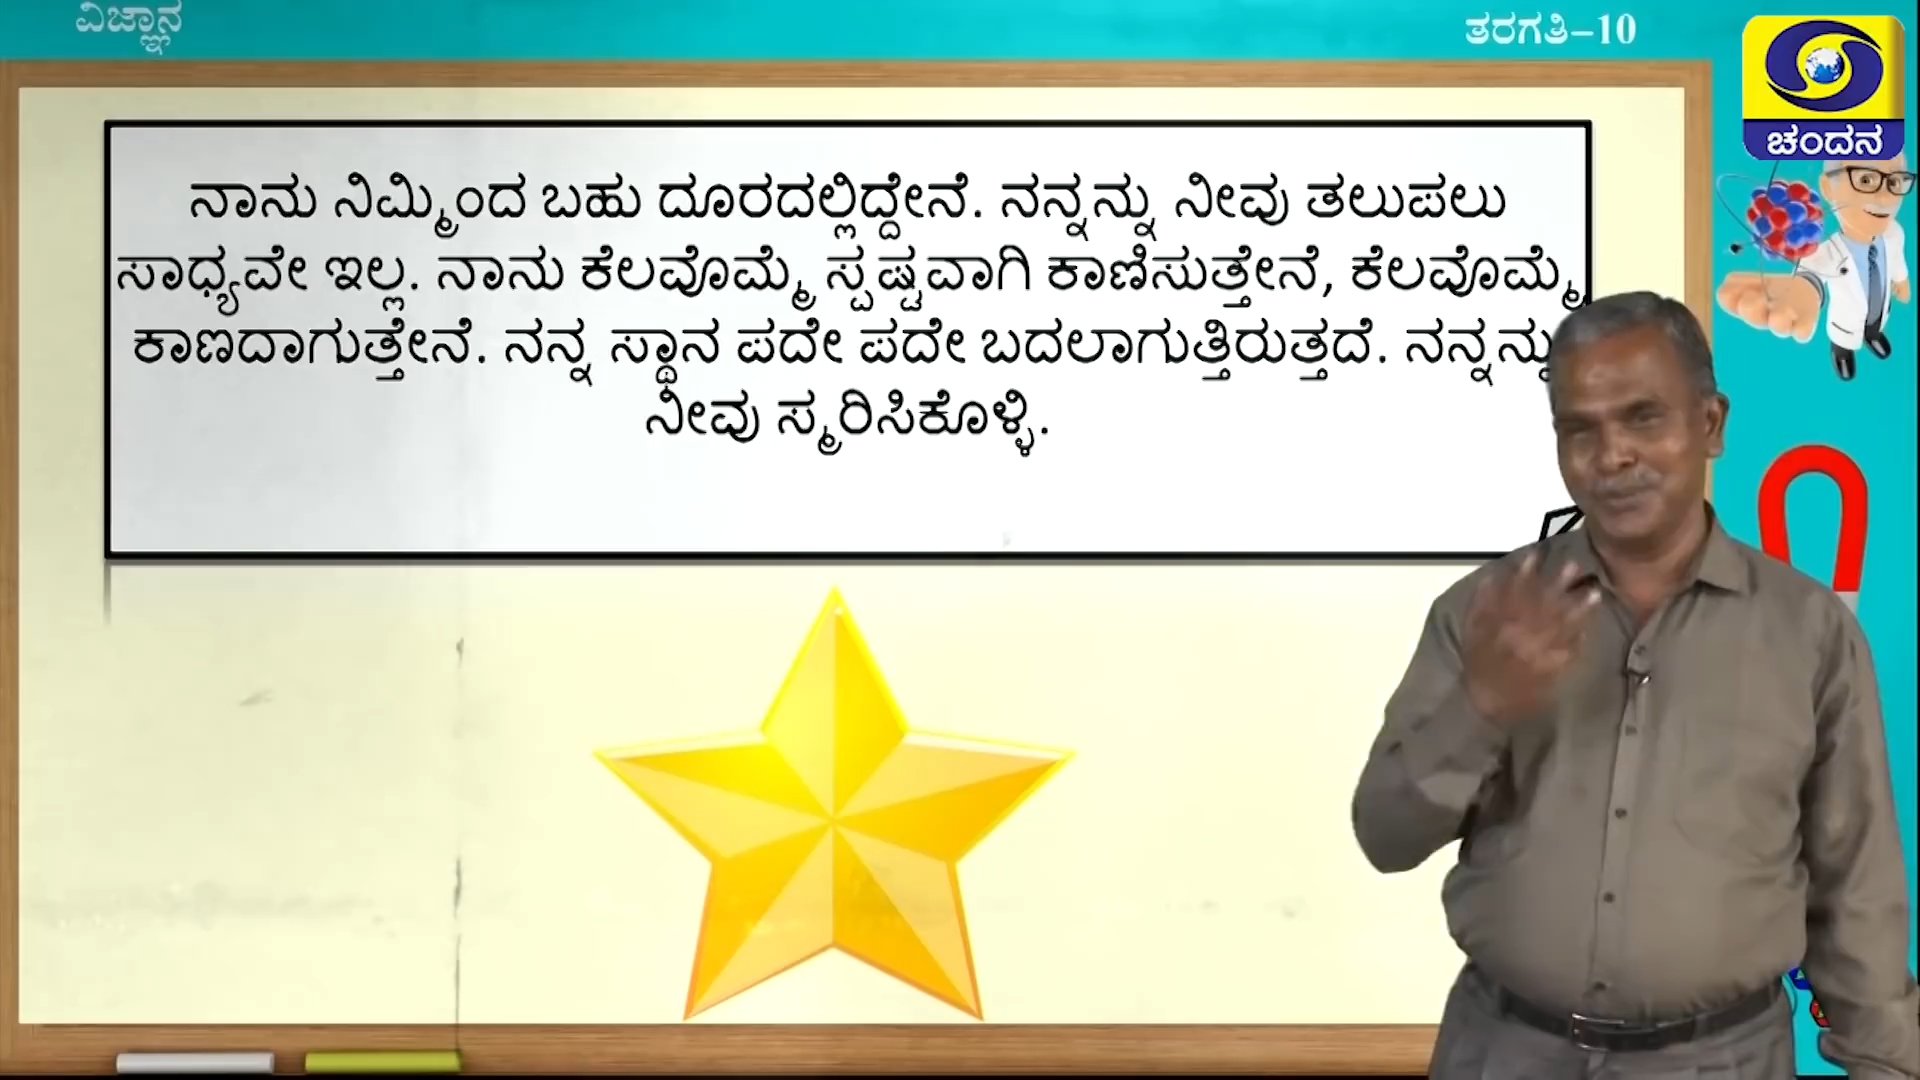 ವಿಜ್ಞಾನ
ತರಗತಿ–10
ಚಂದನ
ನಾನು ನಿಮ್ಮಿಂದ ಬಹು ದೂರದಲ್ಲಿದ್ದೇನೆ. ನನ್ನನ್ನು ನೀವು ತಲುಪಲು
ಸಾಧ್ಯವೇ ಇಲ್ಲ. ನಾನು ಕೆಲವೊಮ್ಮೆ ಸ್ಪಷ್ಟವಾಗಿ ಕಾಣಿಸುತ್ತೇನೆ, ಕೆಲವೊಮ್ಮೆ
ಕಾಣದಾಗುತ್ತೇನೆ. ನನ್ನ ಸ್ಥಾನ ಪದೇ ಪದೇ ಬದಲಾಗುತ್ತಿರುತ್ತದೆ. ನನ್ನನ್ನು
ನೀವು ಸ್ಮರಿಸಿಕೊಳ್ಳಿ.